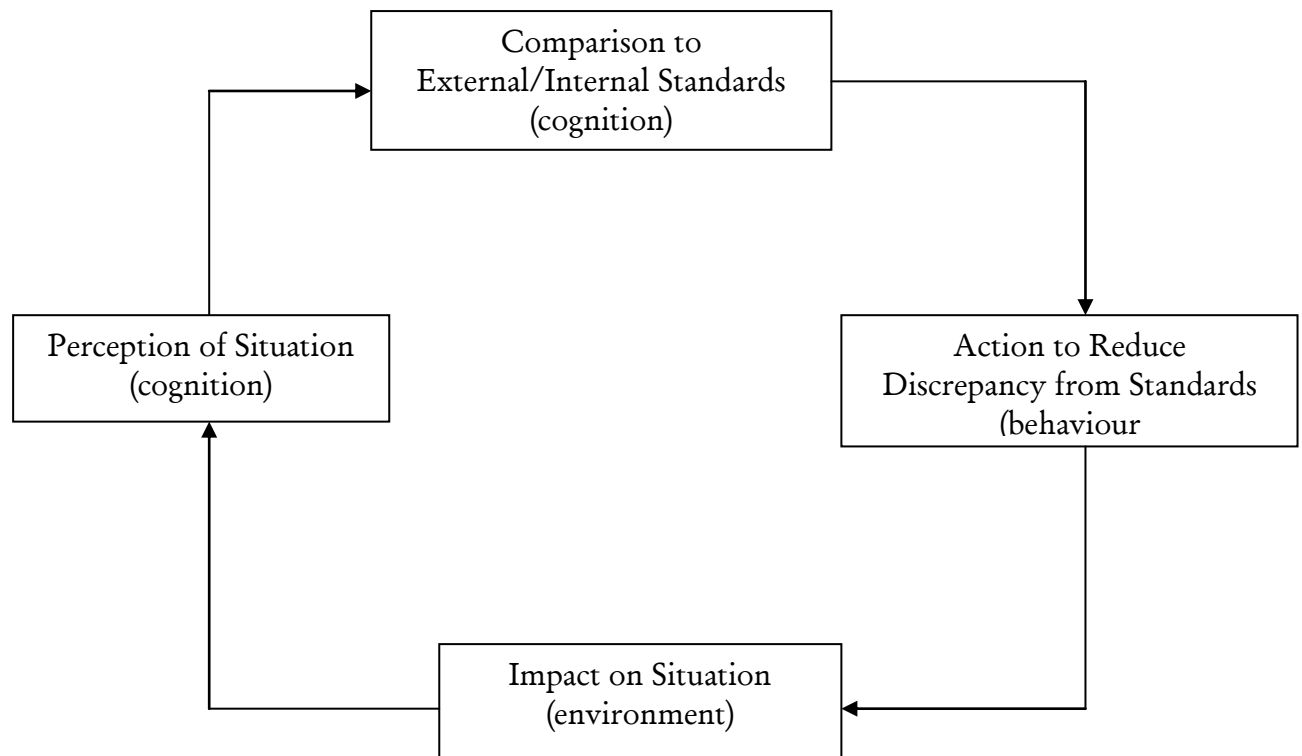 Comparison to
External/Internal Standards
(cognition)
Perception of Situation
(cognition)
Action to Reduce
Discrepancy from Standards
(behaviour
Impact on Situation
(environment)